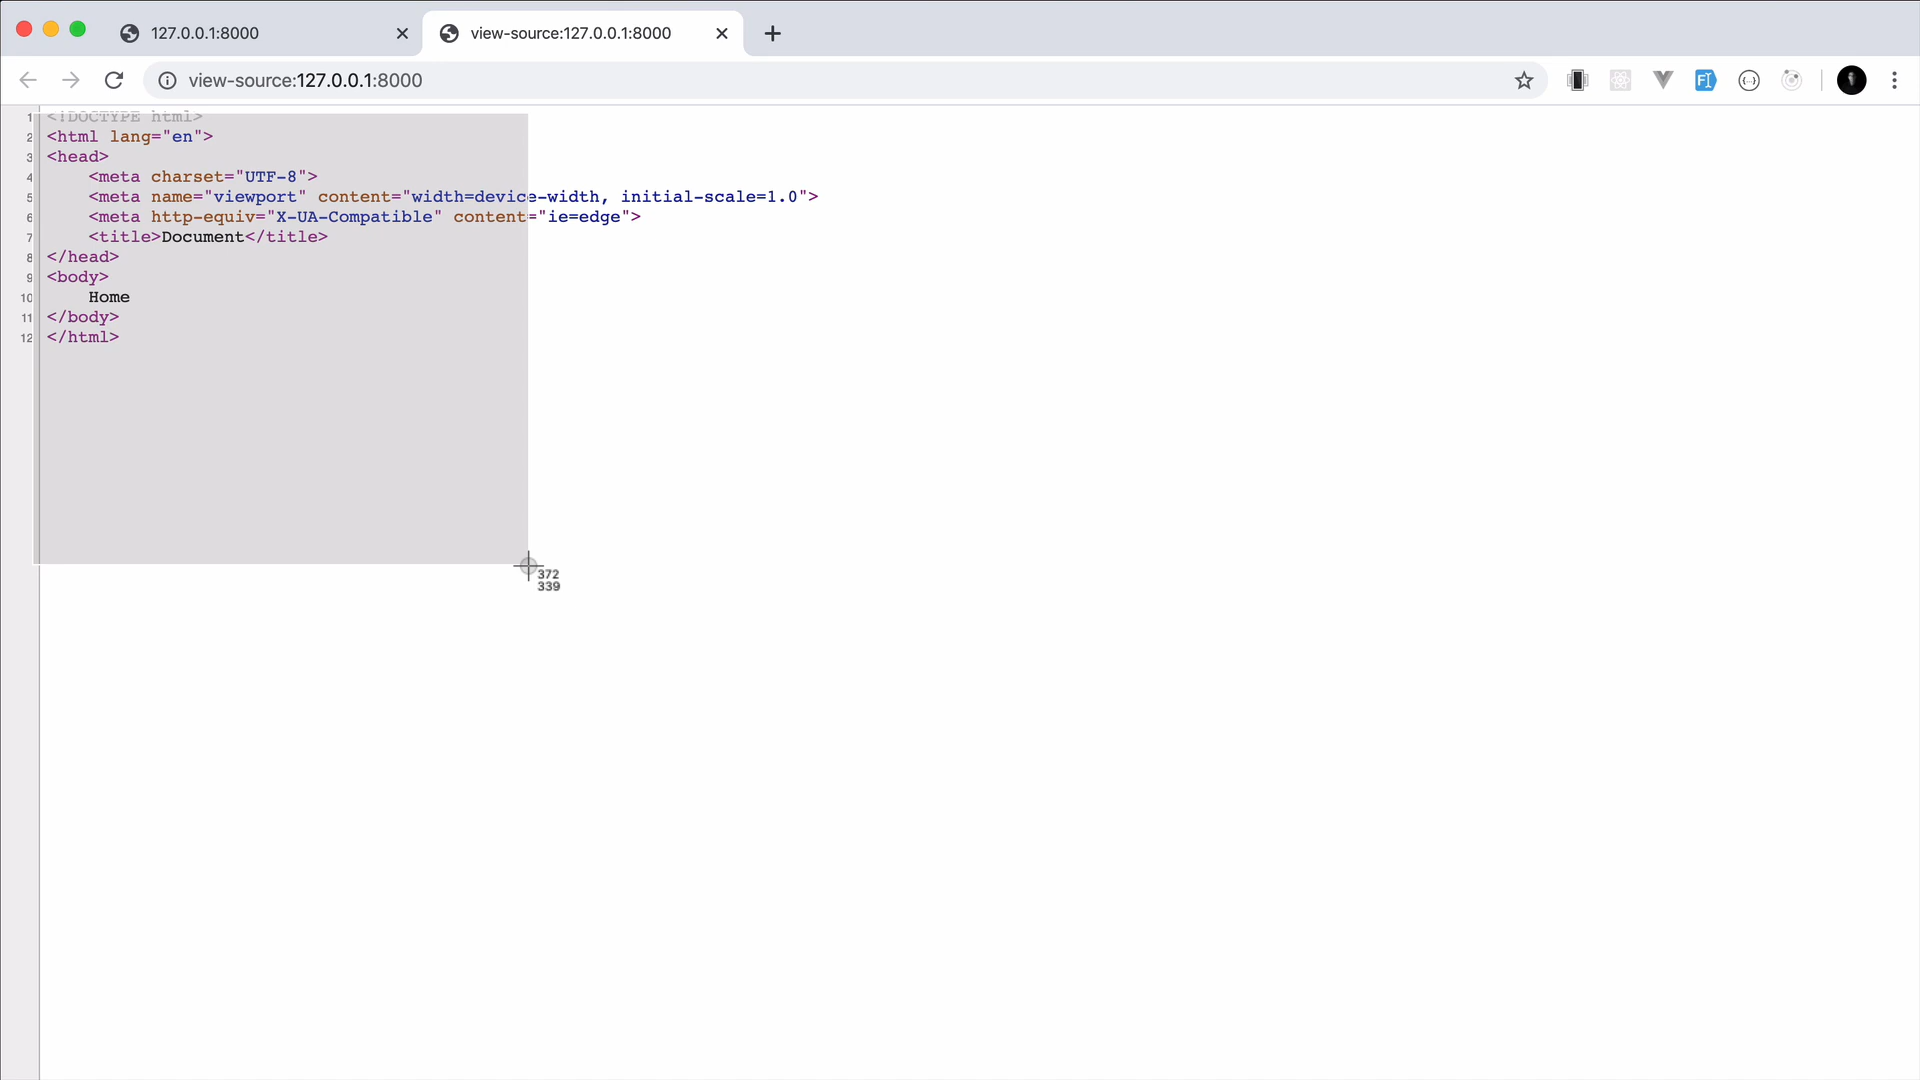 127.0.0.1:8000
view-source:127.0.0.1:8000
view-source:127.0.0.1:8000
1 <!DOCTYPE html>
2 <html lang="en">
3 <head>
4     <meta charset="UTF-8">
5     <meta name="viewport" content="width=device-width, initial-scale=1.0">
6     <meta http-equiv="X-UA-Compatible" content="ie=edge">
7     <title>Document</title>
8 </head>
9 <body>
10     Home
11 </body>
12 </html>
372
339